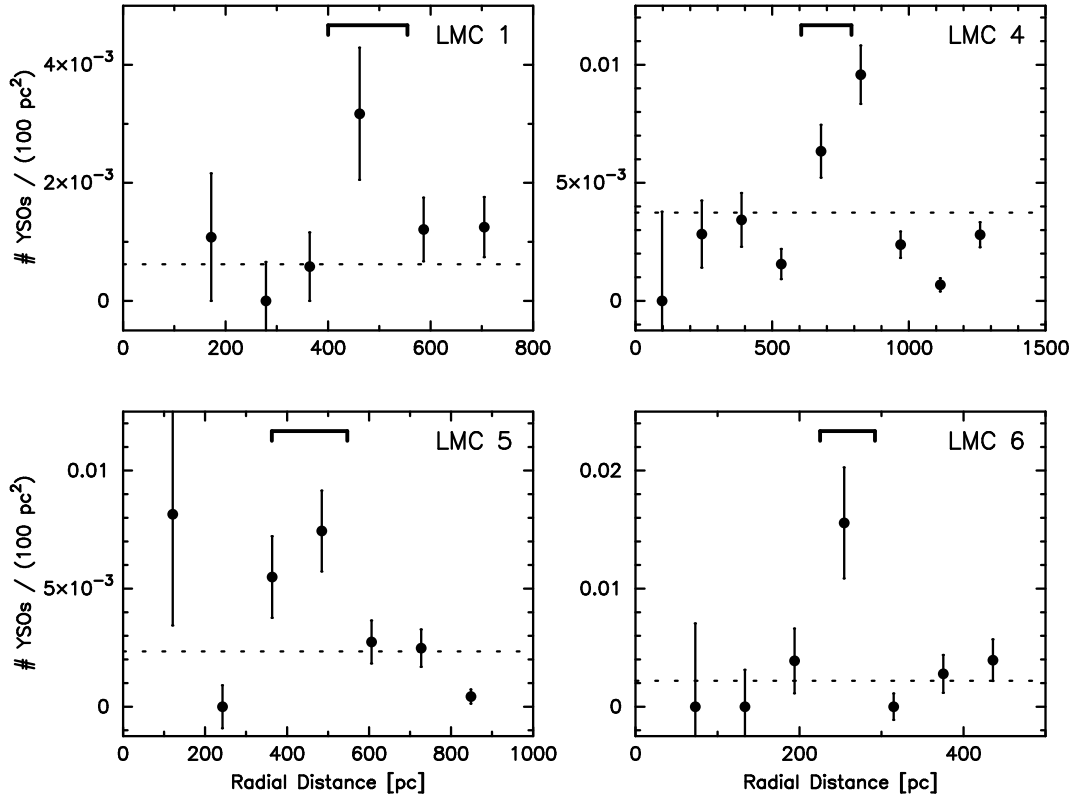 LMC 1
4×10⁻³
2×10⁻³
0
# YSOs / (100 pc²)
0 200 400 600 800
LMC 4
0.01
5×10⁻³
0
0 500 1000 1500
LMC 5
0.01
5×10⁻³
0
# YSOs / (100 pc²)
0 200 400 600 800 1000
Radial Distance [pc]
LMC 6
0.02
0.01
0
0 200 400
Radial Distance [pc]